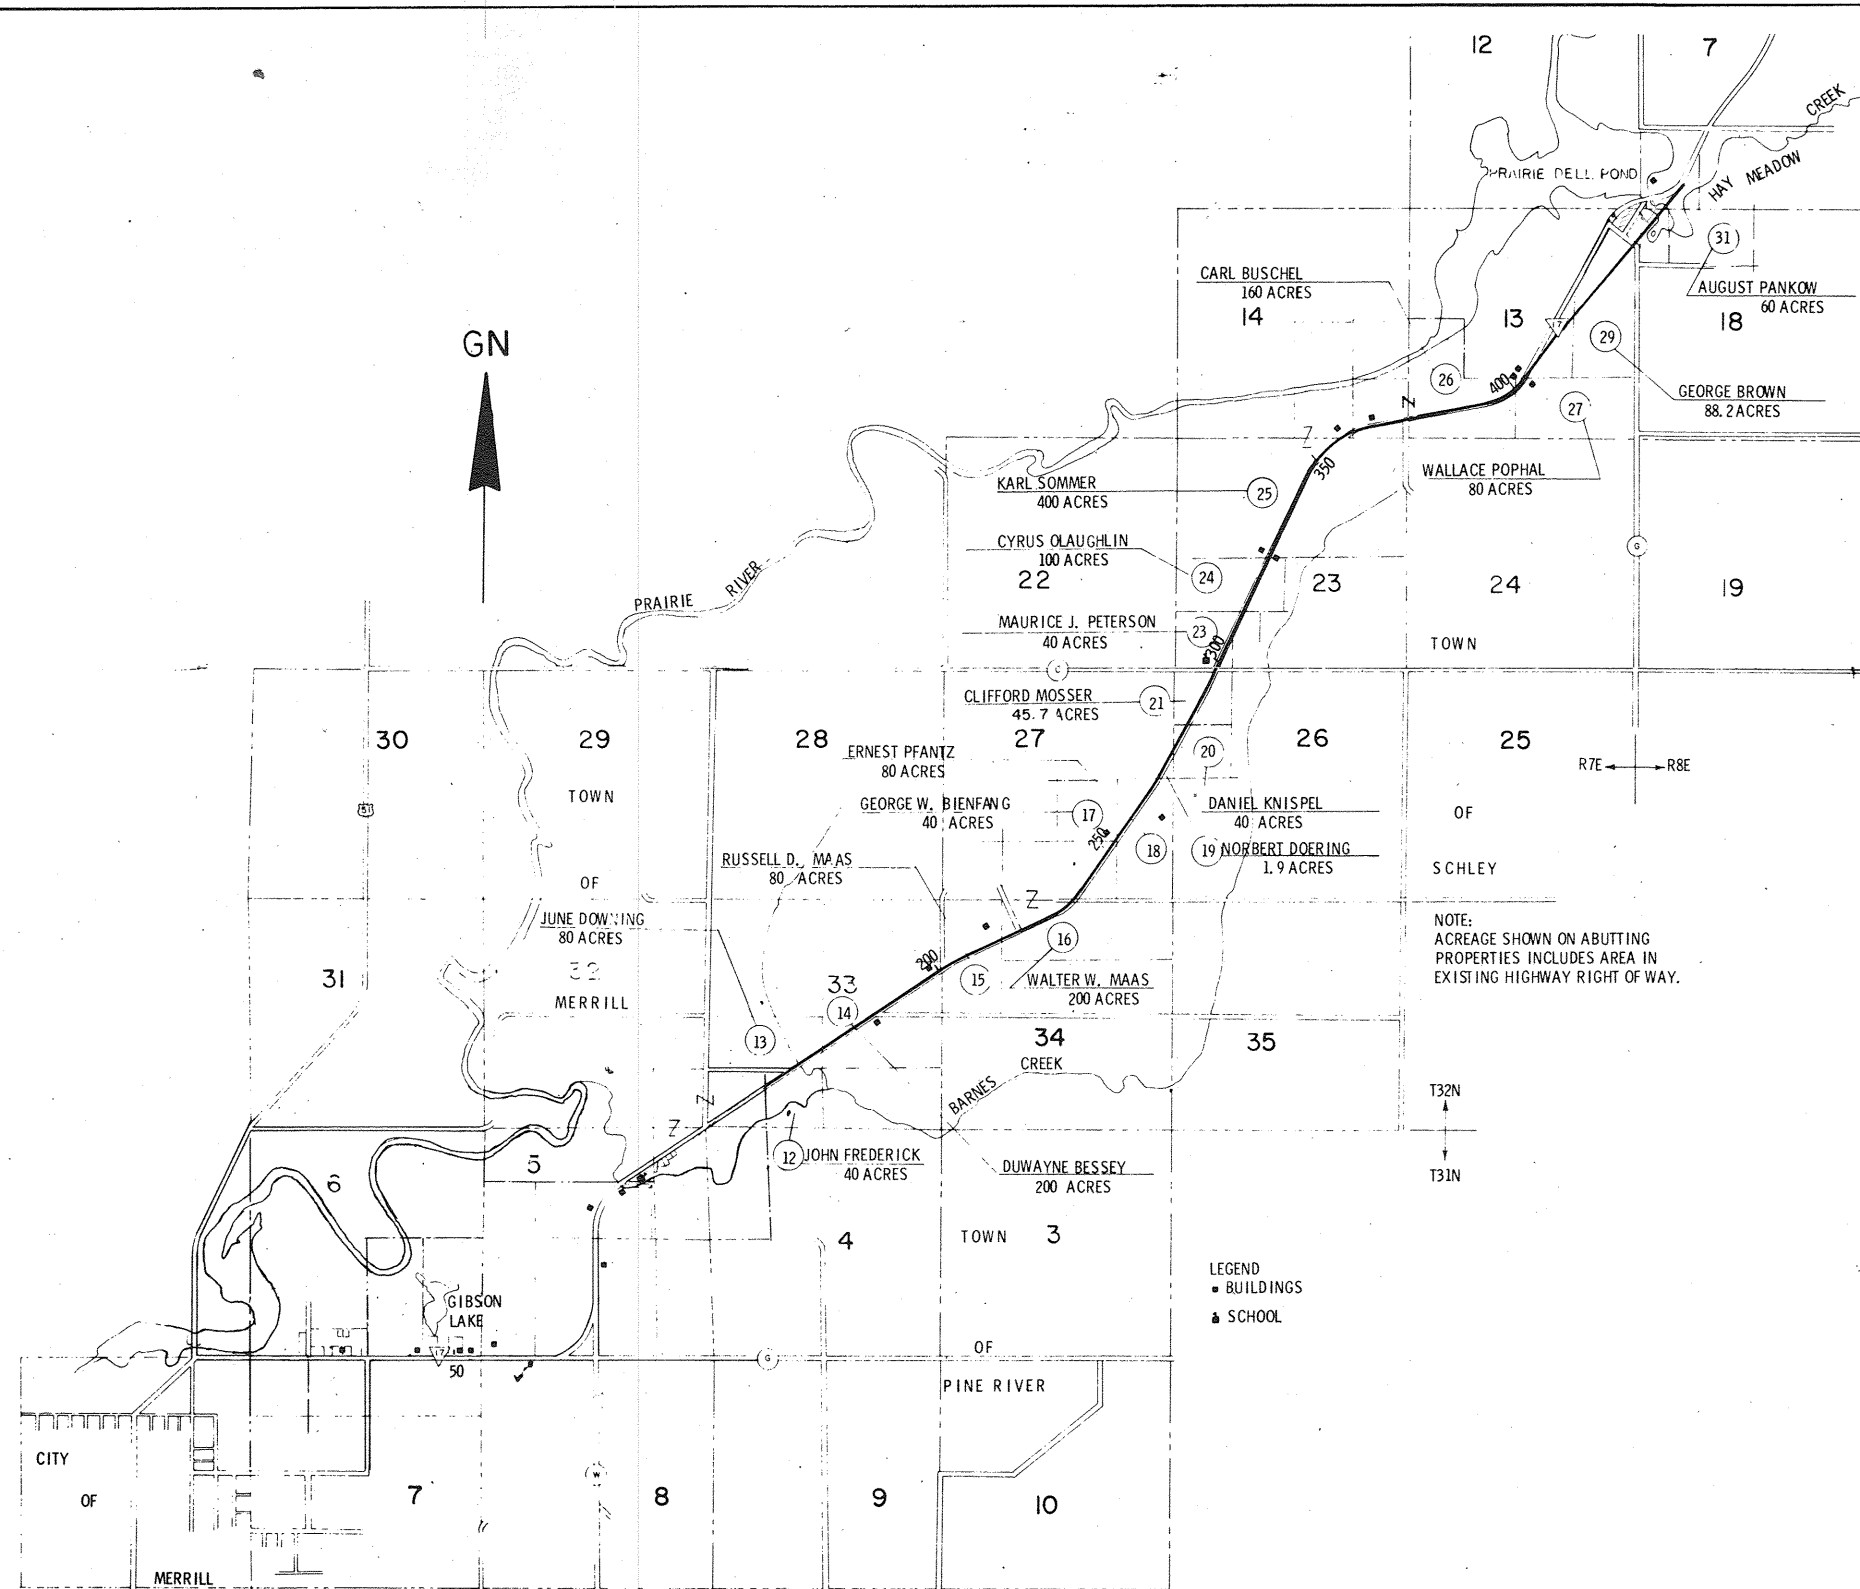 12
7
CREEK
HAY MEADOW
PRAIRIE DELL POND
31
CARL BUSCHEL
160 ACRES
14
AUGUST PANKOW
60 ACRES
13
18
17
29
GN
26
400
GEORGE BROWN
88.2 ACRES
27
Z
Z
350
WALLACE POPHAL
80 ACRES
KARL SOMMER
400 ACRES
25
CYRUS OLAUGHLIN
100 ACRES
G
22
24
23
24
19
PRAIRIE RIVER
MAURICE J. PETERSON
40 ACRES
23
300
TOWN
C
CLIFFORD MOSSER
45.7 ACRES
21
30
29
28
27
26
25
ERNEST PFANTZ
80 ACRES
20
R7E
R8E
TOWN
51
GEORGE W. BIENFANG
40 ACRES
17
DANIEL KNISPEL
40 ACRES
OF
250
18
19
NORBERT DOERING
1.9 ACRES
RUSSELL D. MAAS
80 ACRES
SCHLEY
OF
Z
JUNE DOWNING
80 ACRES
16
NOTE:
ACREAGE SHOWN ON ABUTTING
PROPERTIES INCLUDES AREA IN
EXISTING HIGHWAY RIGHT OF WAY.
200
31
32
33
15
WALTER W. MAAS
200 ACRES
MERRILL
14
13
34
35
CREEK
BARNES
T32N
Z
Z
12
JOHN FREDERICK
40 ACRES
DUWAYNE BESSEY
200 ACRES
T31N
5
6
4
TOWN
3
LEGEND
BUILDINGS
SCHOOL
GIBSON
LAKE
17
50
G
OF
PINE RIVER
CITY
OF
W
7
8
9
10
MERRILL